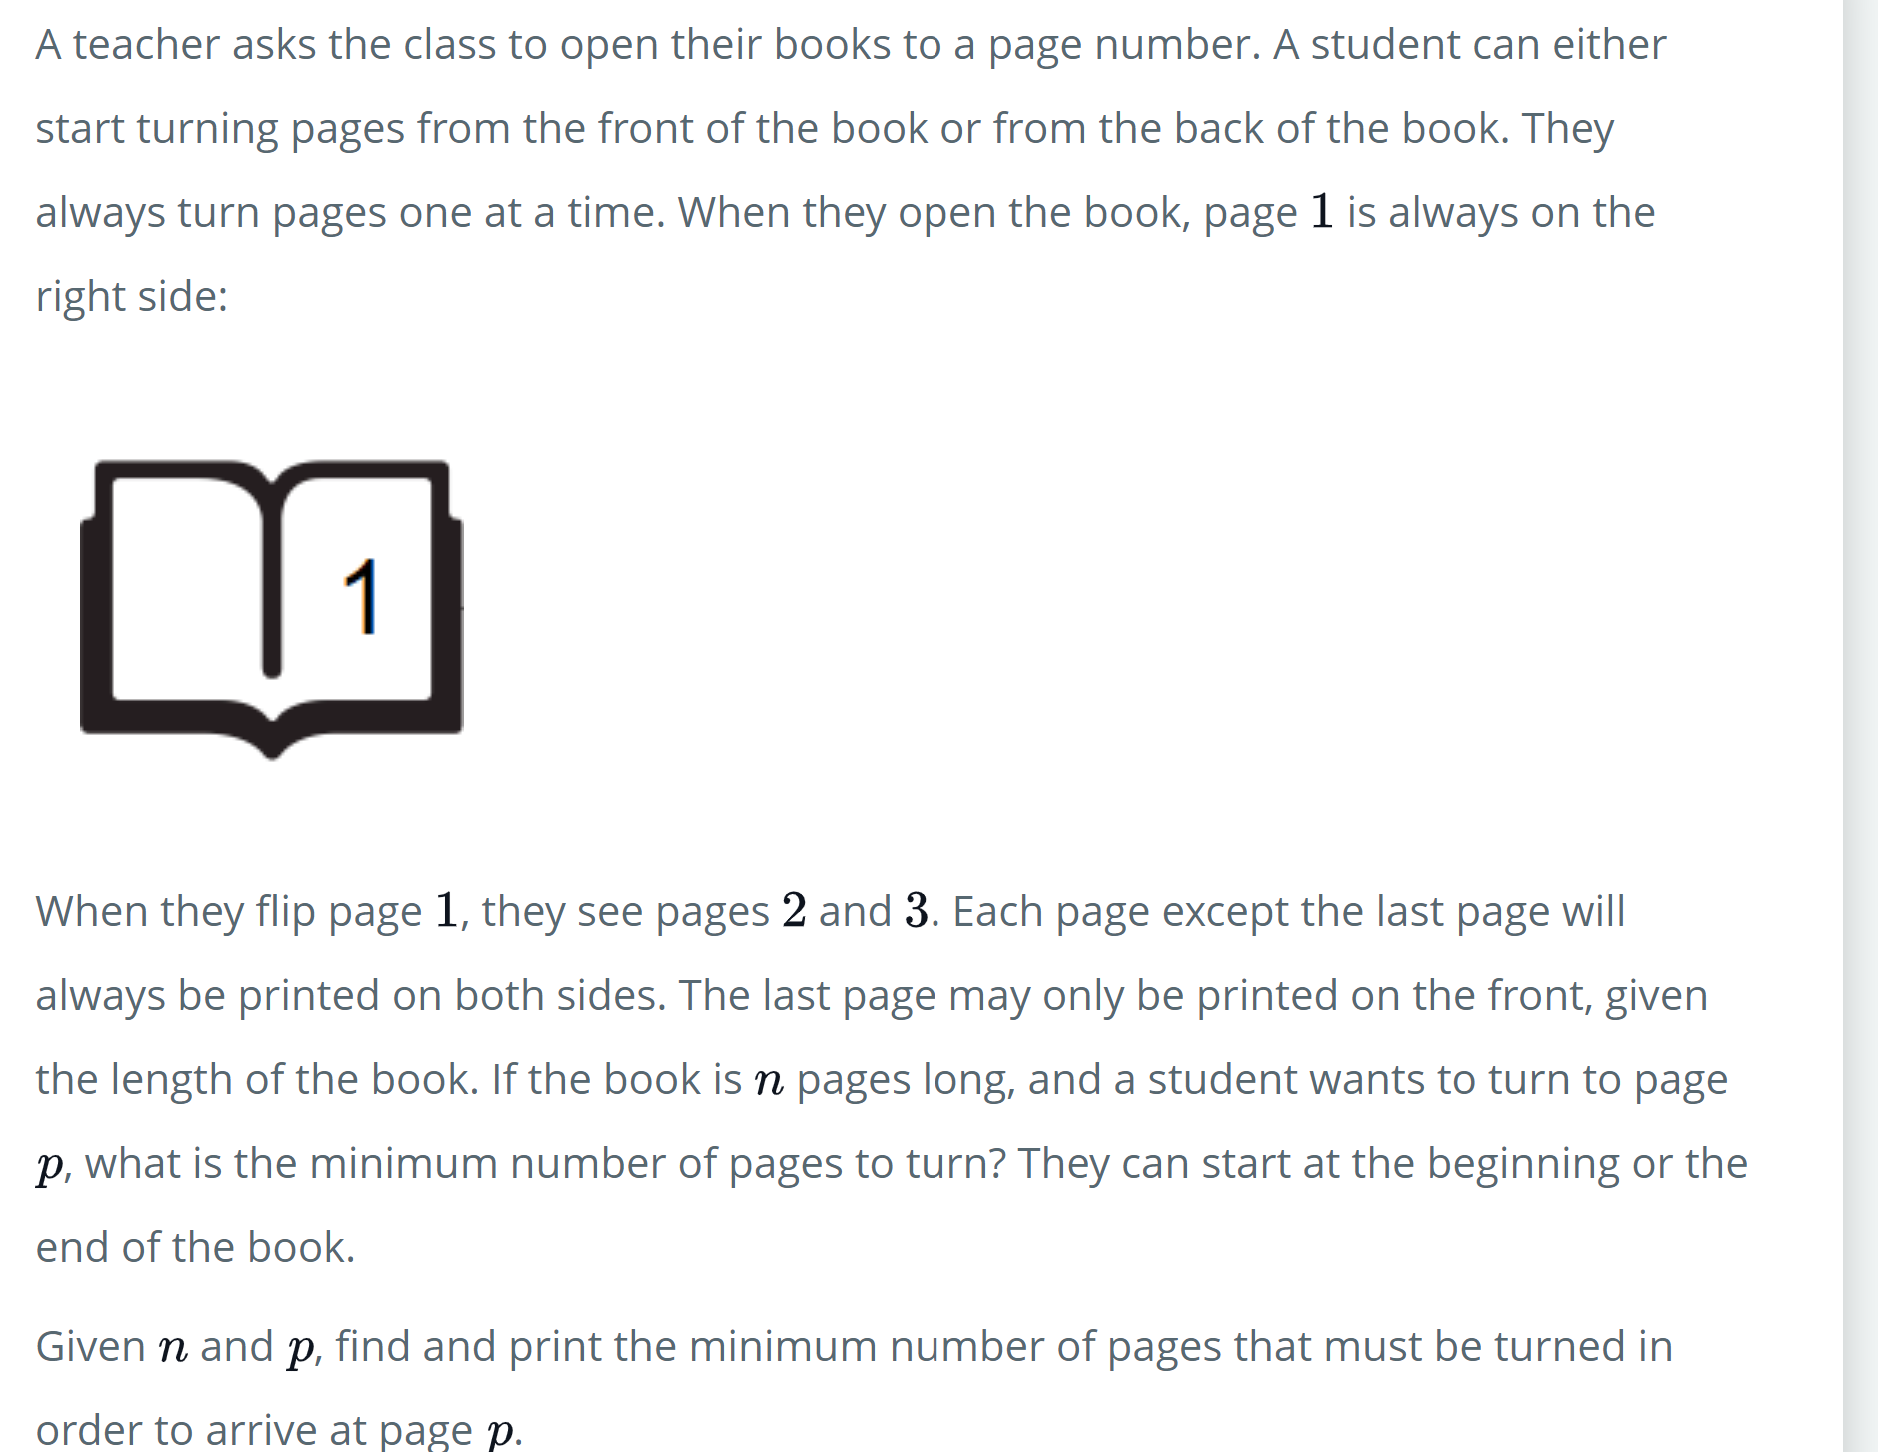 A teacher asks the class to open their books to a page number. A student can either
start turning pages from the front of the book or from the back of the book. They
always turn pages one at a time. When they open the book, page 1 is always on the
right side:
1
When they flip page 1, they see pages 2 and 3. Each page except the last page will
always be printed on both sides. The last page may only be printed on the front, given
the length of the book. If the book is n pages long, and a student wants to turn to page
p, what is the minimum number of pages to turn? They can start at the beginning or the
end of the book.
Given n and p, find and print the minimum number of pages that must be turned in
order to arrive at page p.